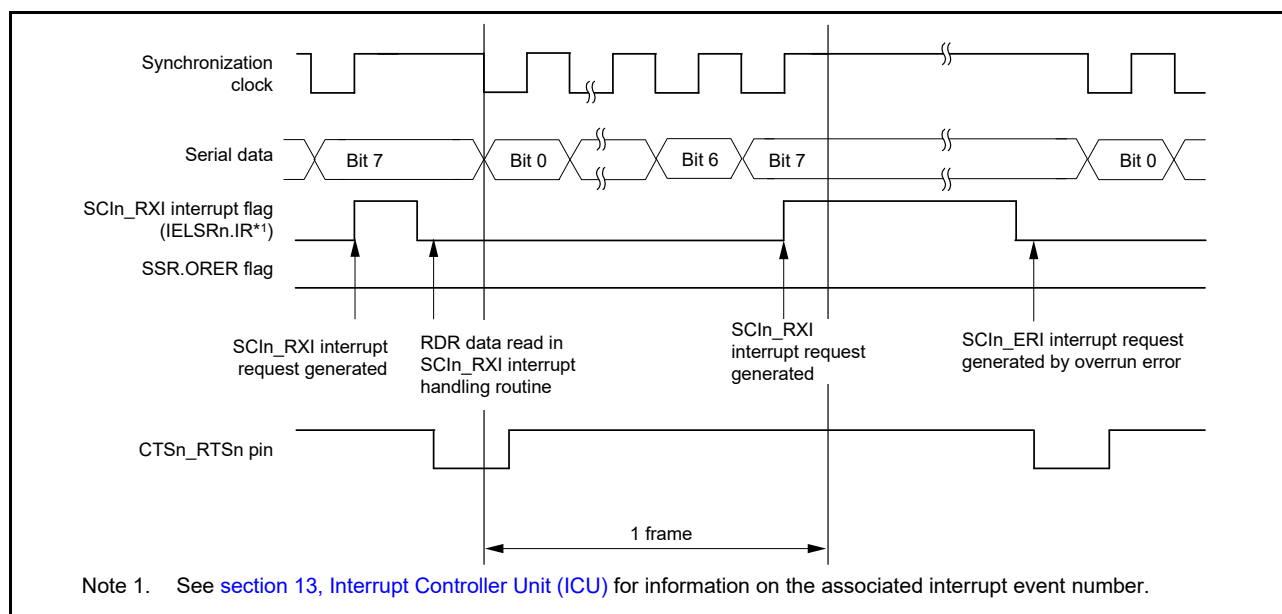 Synchronization
clock
Serial data
Bit 7
Bit 0
Bit 6
Bit 7
Bit 0
SCIn_RXI interrupt flag
(IELSRn.IR*1)
SSR.ORER flag
SCIn_RXI interrupt
request generated
RDR data read in
SCIn_RXI interrupt
handling routine
SCIn_RXI
interrupt request
generated
SCIn_ERI interrupt request
generated by overrun error
CTSn_RTSn pin
1 frame
Note 1. See section 13, Interrupt Controller Unit (ICU) for information on the associated interrupt event number.